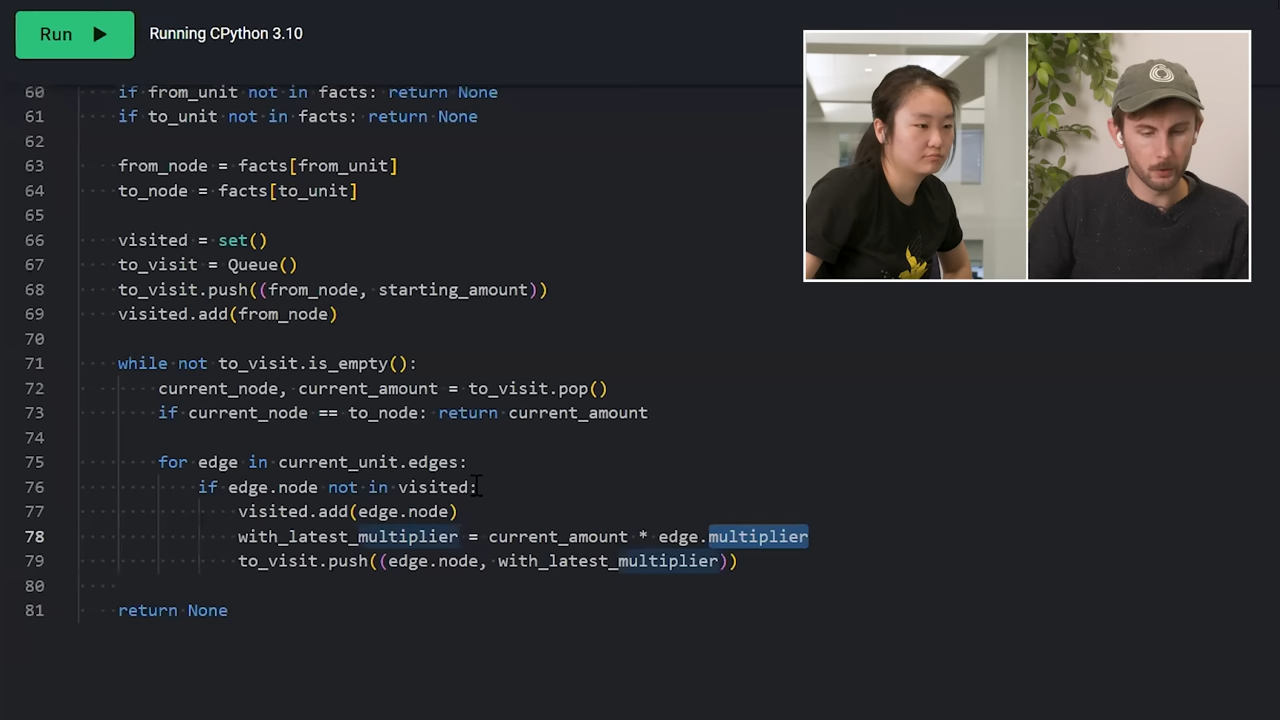 Run Running CPython 3.10
60 if from_unit not in facts: return None
61 if to_unit not in facts: return None
62
63 from_node = facts[from_unit]
64 to_node = facts[to_unit]
65
66 visited = set()
67 to_visit = Queue()
68 to_visit.push((from_node, starting_amount))
69 visited.add(from_node)
70
71 while not to_visit.is_empty():
72 current_node, current_amount = to_visit.pop()
73 if current_node == to_node: return current_amount
74
75 for edge in current_unit.edges:
76 if edge.node not in visited:
77 visited.add(edge.node)
78 with_latest_multiplier = current_amount * edge.multiplier
79 to_visit.push((edge.node, with_latest_multiplier))
80
81 return None